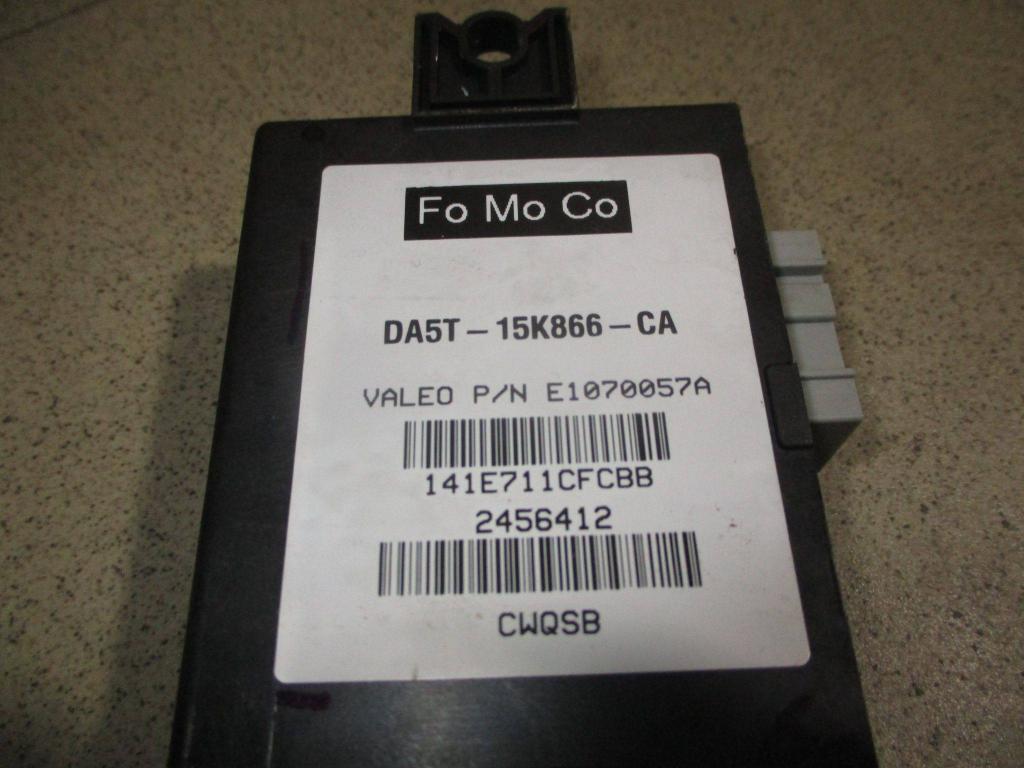 Fo Mo Co
DA5T – 15K866 – CA
VALEO P/N E1070057A
141E711CFCBB
2456412
CWQSB